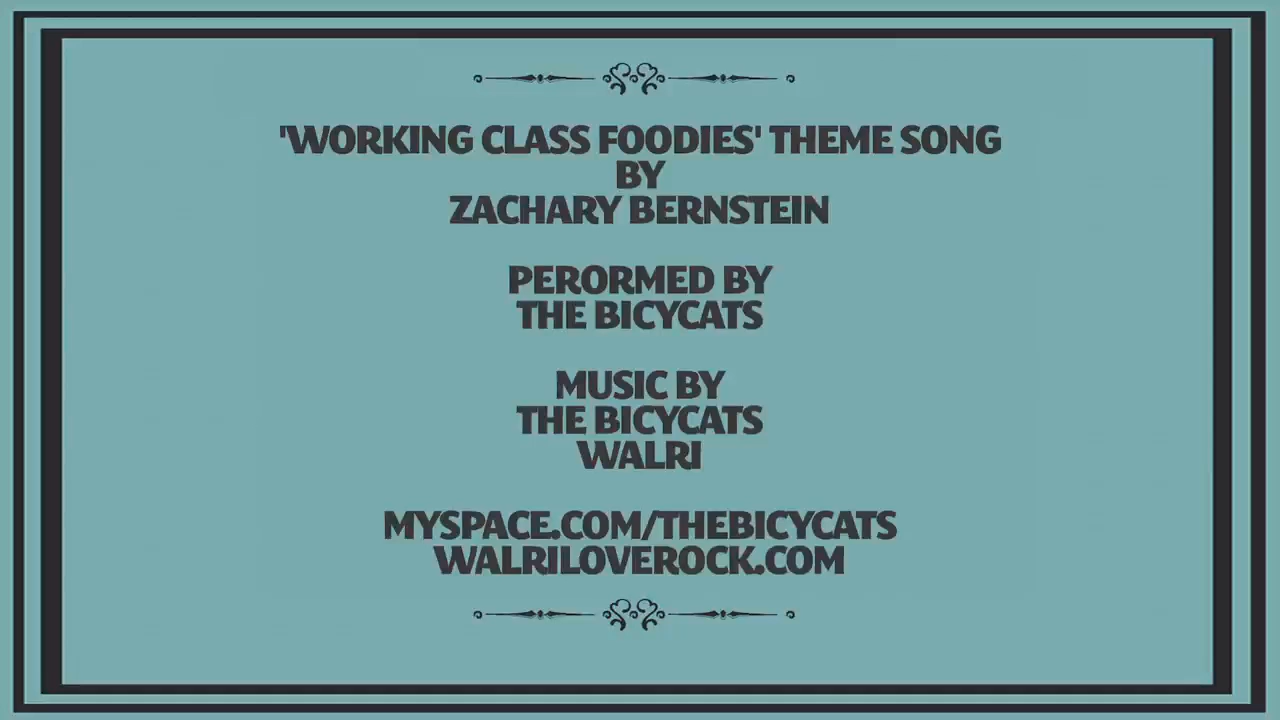 'WORKING CLASS FOODIES' THEME SONG
BY
ZACHARY BERNSTEIN
PERORMED BY
THE BICYCATS
MUSIC BY
THE BICYCATS
WALRI
MYSPACE.COM/THEBICYCATS
WALRILOVEROCK.COM